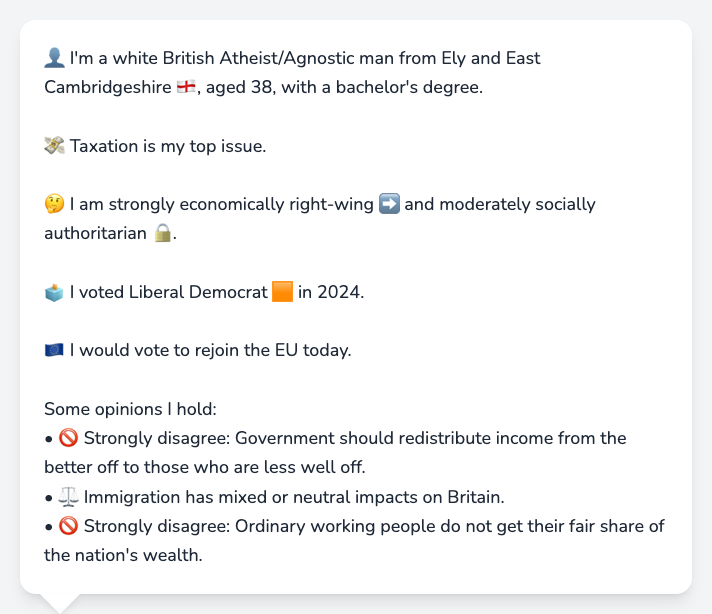 👤 I'm a white British Atheist/Agnostic man from Ely and East
Cambridgeshire 🏴󠁧󠁢󠁥󠁮󠁧󠁿, aged 38, with a bachelor's degree.
💸 Taxation is my top issue.
🤔 I am strongly economically right-wing ➡️ and moderately socially
authoritarian 🔒.
🗳️ I voted Liberal Democrat 🟧 in 2024.
🇪🇺 I would vote to rejoin the EU today.
Some opinions I hold:
• 🚫 Strongly disagree: Government should redistribute income from the
better off to those who are less well off.
• ⚖️ Immigration has mixed or neutral impacts on Britain.
• 🚫 Strongly disagree: Ordinary working people do not get their fair share of
the nation's wealth.